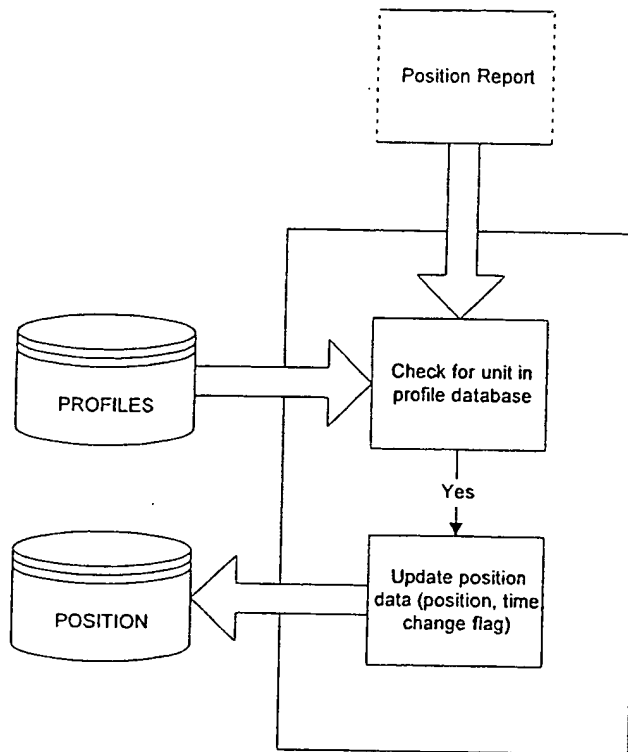 Position Report
Check for unit in
profile database
PROFILES
Yes
Update position
data (position, time
change flag)
POSITION